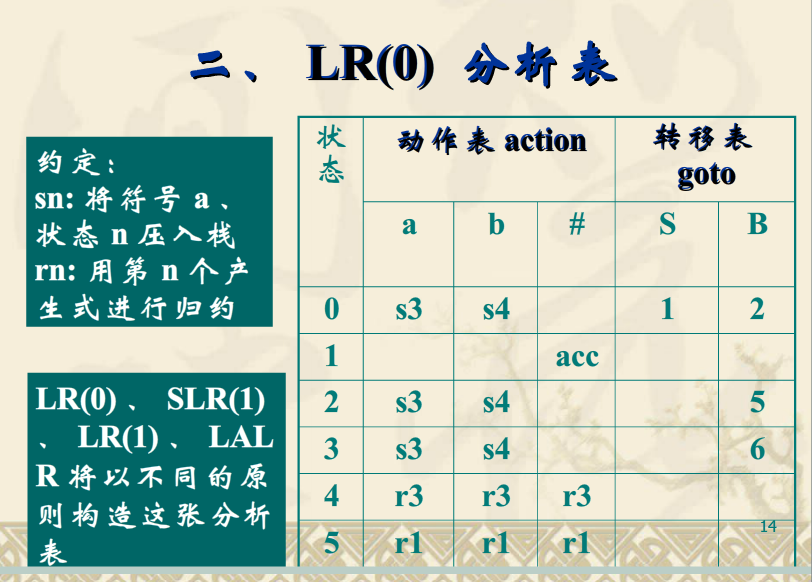 二、 LR(0) 分析表
约定：
sn: 将符号 a 、
状态 n 压入栈
rn: 用第 n 个产
生式进行归约
LR(0) 、 SLR(1)
、 LR(1) 、 LAL
R 将以不同的原
则构造这张分析
表
状态 动作表 action 转移表 goto
a b # S B
0 s3 s4 1 2
1 acc
2 s3 s4 5
3 s3 s4 6
4 r3 r3 r3
5 r1 r1 r1
14